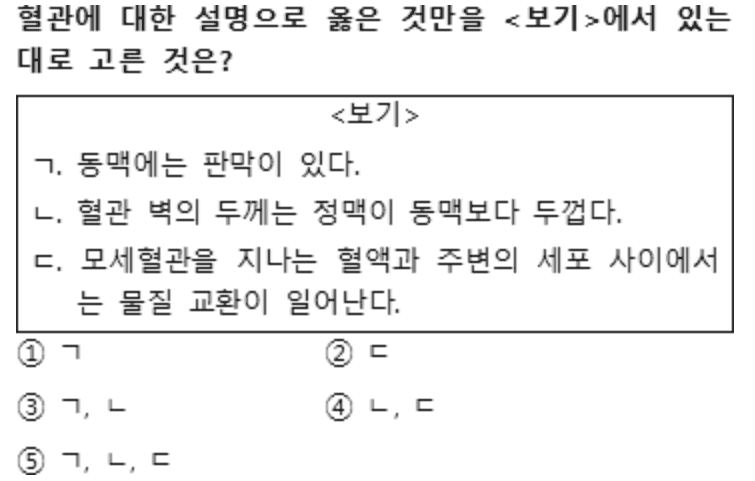 혈관에 대한 설명으로 옳은 것만을 <보기>에서 있는
대로 고른 것은?
<보기>
ㄱ. 동맥에는 판막이 있다.
ㄴ. 혈관 벽의 두께는 정맥이 동맥보다 두껍다.
ㄷ. 모세혈관을 지나는 혈액과 주변의 세포 사이에서
는 물질 교환이 일어난다.
① ㄱ ② ㄷ
③ ㄱ, ㄴ ④ ㄴ, ㄷ
⑤ ㄱ, ㄴ, ㄷ